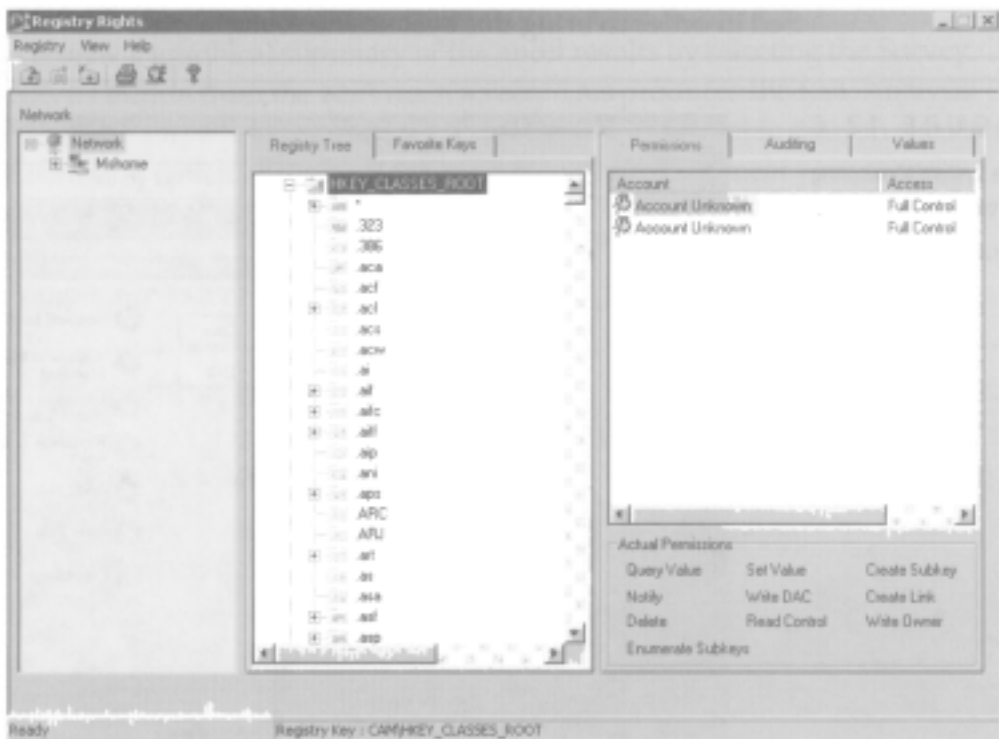 Registry Rights
Registry View Help
Network
Network
Mshome
Registry Tree
Favorite Keys
HKEY_CLASSES_ROOT
*
.323
.386
.aca
.acf
.acl
.acs
.acw
.ai
.aif
.aifc
.aiff
.aip
.ani
.aps
.ARC
.ARJ
.art
.as
.asa
.asf
.asp
Permissions
Auditing
Values
Account Access
Account Unknown Full Control
Account Unknown Full Control
Actual Permissions
Query Value Set Value Create Subkey
Notify Write DAC Create Link
Delete Read Control Write Owner
Enumerate Subkeys
Ready
Registry Key : CAM\HKEY_CLASSES_ROOT